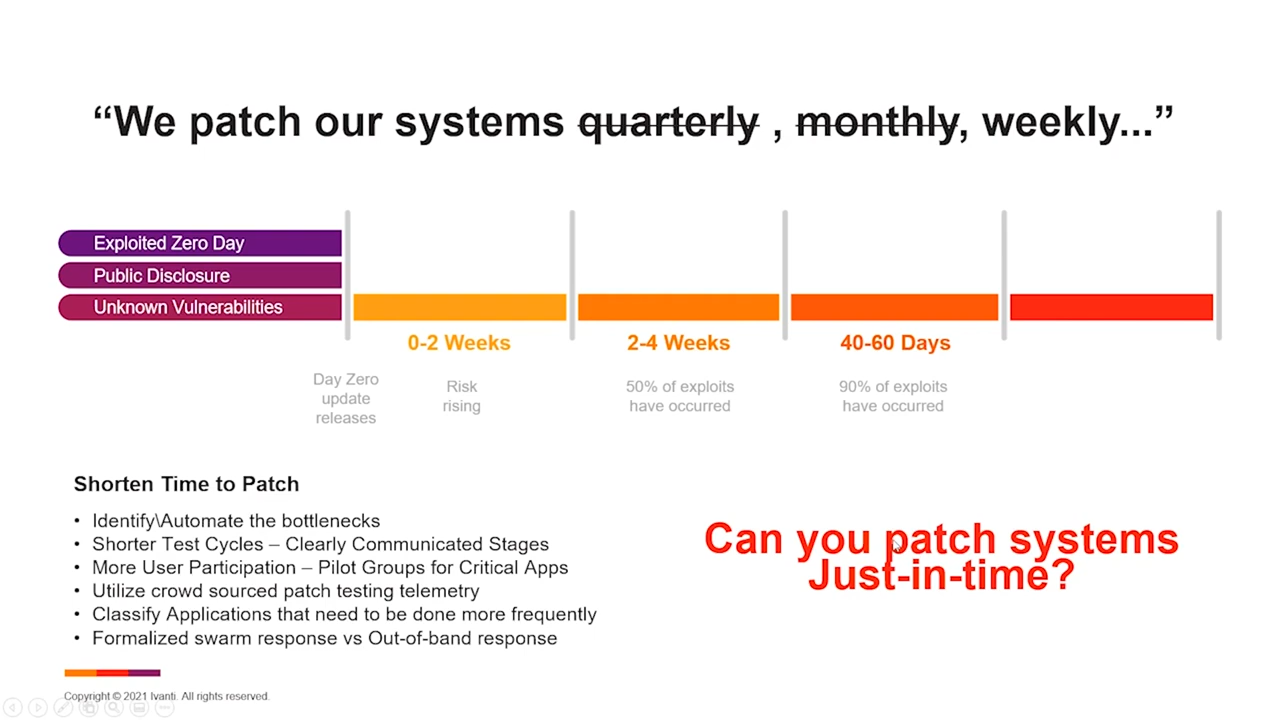 “We patch our systems quarterly , monthly, weekly...”
Exploited Zero Day
Public Disclosure
Unknown Vulnerabilities
0-2 Weeks
2-4 Weeks
40-60 Days
Day Zero
update
releases
Risk
rising
50% of exploits
have occurred
90% of exploits
have occurred
Shorten Time to Patch
• Identify\Automate the bottlenecks
• Shorter Test Cycles – Clearly Communicated Stages
• More User Participation – Pilot Groups for Critical Apps
• Utilize crowd sourced patch testing telemetry
• Classify Applications that need to be done more frequently
• Formalized swarm response vs Out-of-band response
Can you patch systems
Just-in-time?
Copyright © 2021 Ivanti. All rights reserved.